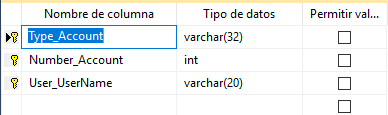 Nombre de columna Tipo de datos Permitir val...
Type_Account varchar(32)
Number_Account int
User_UserName varchar(20)